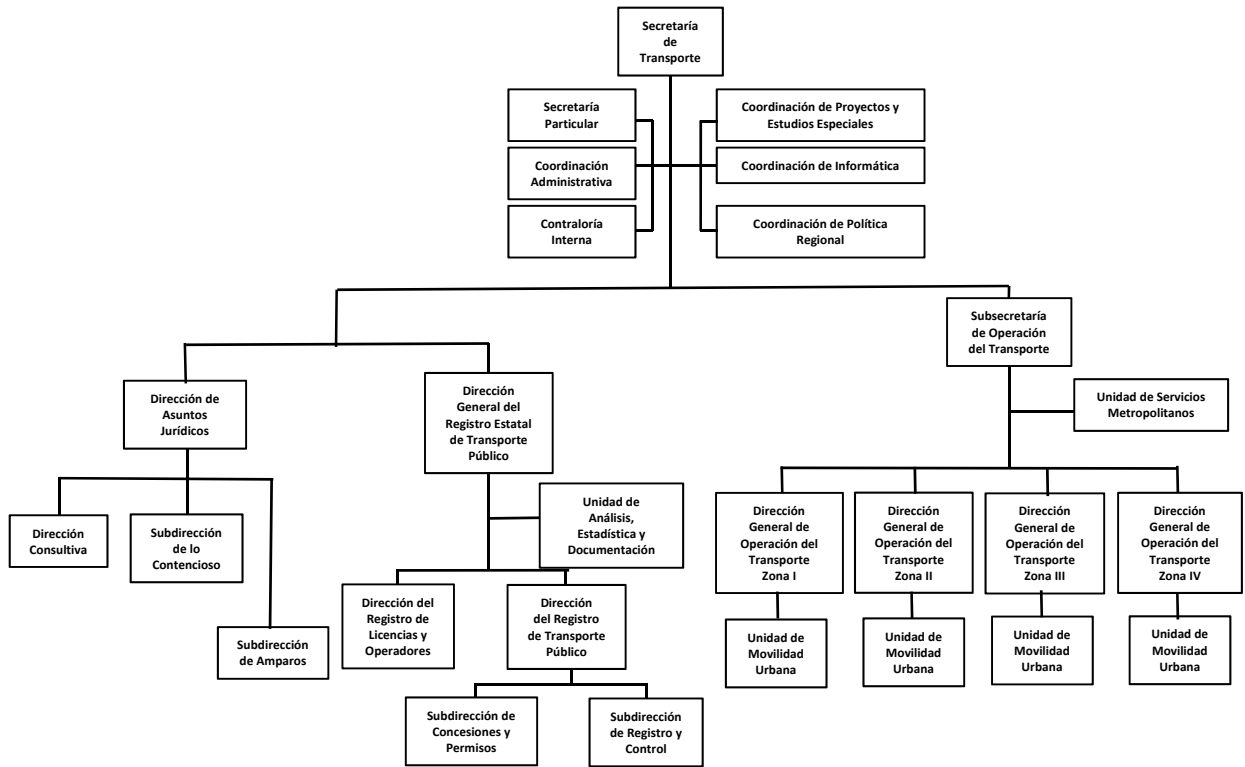 Secretaría
de
Transporte
Secretaría
Particular
Coordinación de Proyectos y
Estudios Especiales
Coordinación
Administrativa
Coordinación de Informática
Contraloría
Interna
Coordinación de Política
Regional
Subsecretaría
de Operación
del Transporte
Dirección de
Asuntos
Jurídicos
Dirección
General del
Registro Estatal
de Transporte
Público
Unidad de Servicios
Metropolitanos
Dirección
Consultiva
Subdirección
de lo
Contencioso
Subdirección
de Amparos
Unidad de
Análisis,
Estadística y
Documentación
Dirección del
Registro de
Licencias y
Operadores
Dirección
del Registro
de Transporte
Público
Subdirección de
Concesiones y
Permisos
Subdirección
de Registro y
Control
Dirección
General de
Operación del
Transporte
Zona I
Dirección
General de
Operación del
Transporte
Zona II
Dirección
General de
Operación del
Transporte
Zona III
Dirección
General de
Operación del
Transporte
Zona IV
Unidad de
Movilidad
Urbana
Unidad de
Movilidad
Urbana
Unidad de
Movilidad
Urbana
Unidad de
Movilidad
Urbana